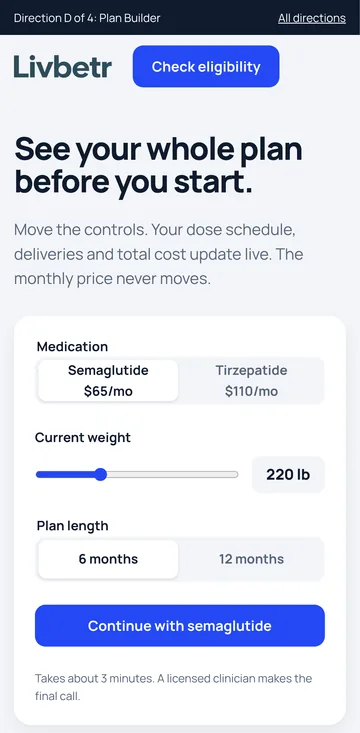 Direction D of 4: Plan Builder
All directions
Livbetr
Check eligibility
See your whole plan
before you start.
Move the controls. Your dose schedule,
deliveries and total cost update live. The
monthly price never moves.
Medication
Semaglutide
$65/mo
Tirzepatide
$110/mo
Current weight
220 lb
Plan length
6 months
12 months
Continue with semaglutide
Takes about 3 minutes. A licensed clinician makes the
final call.